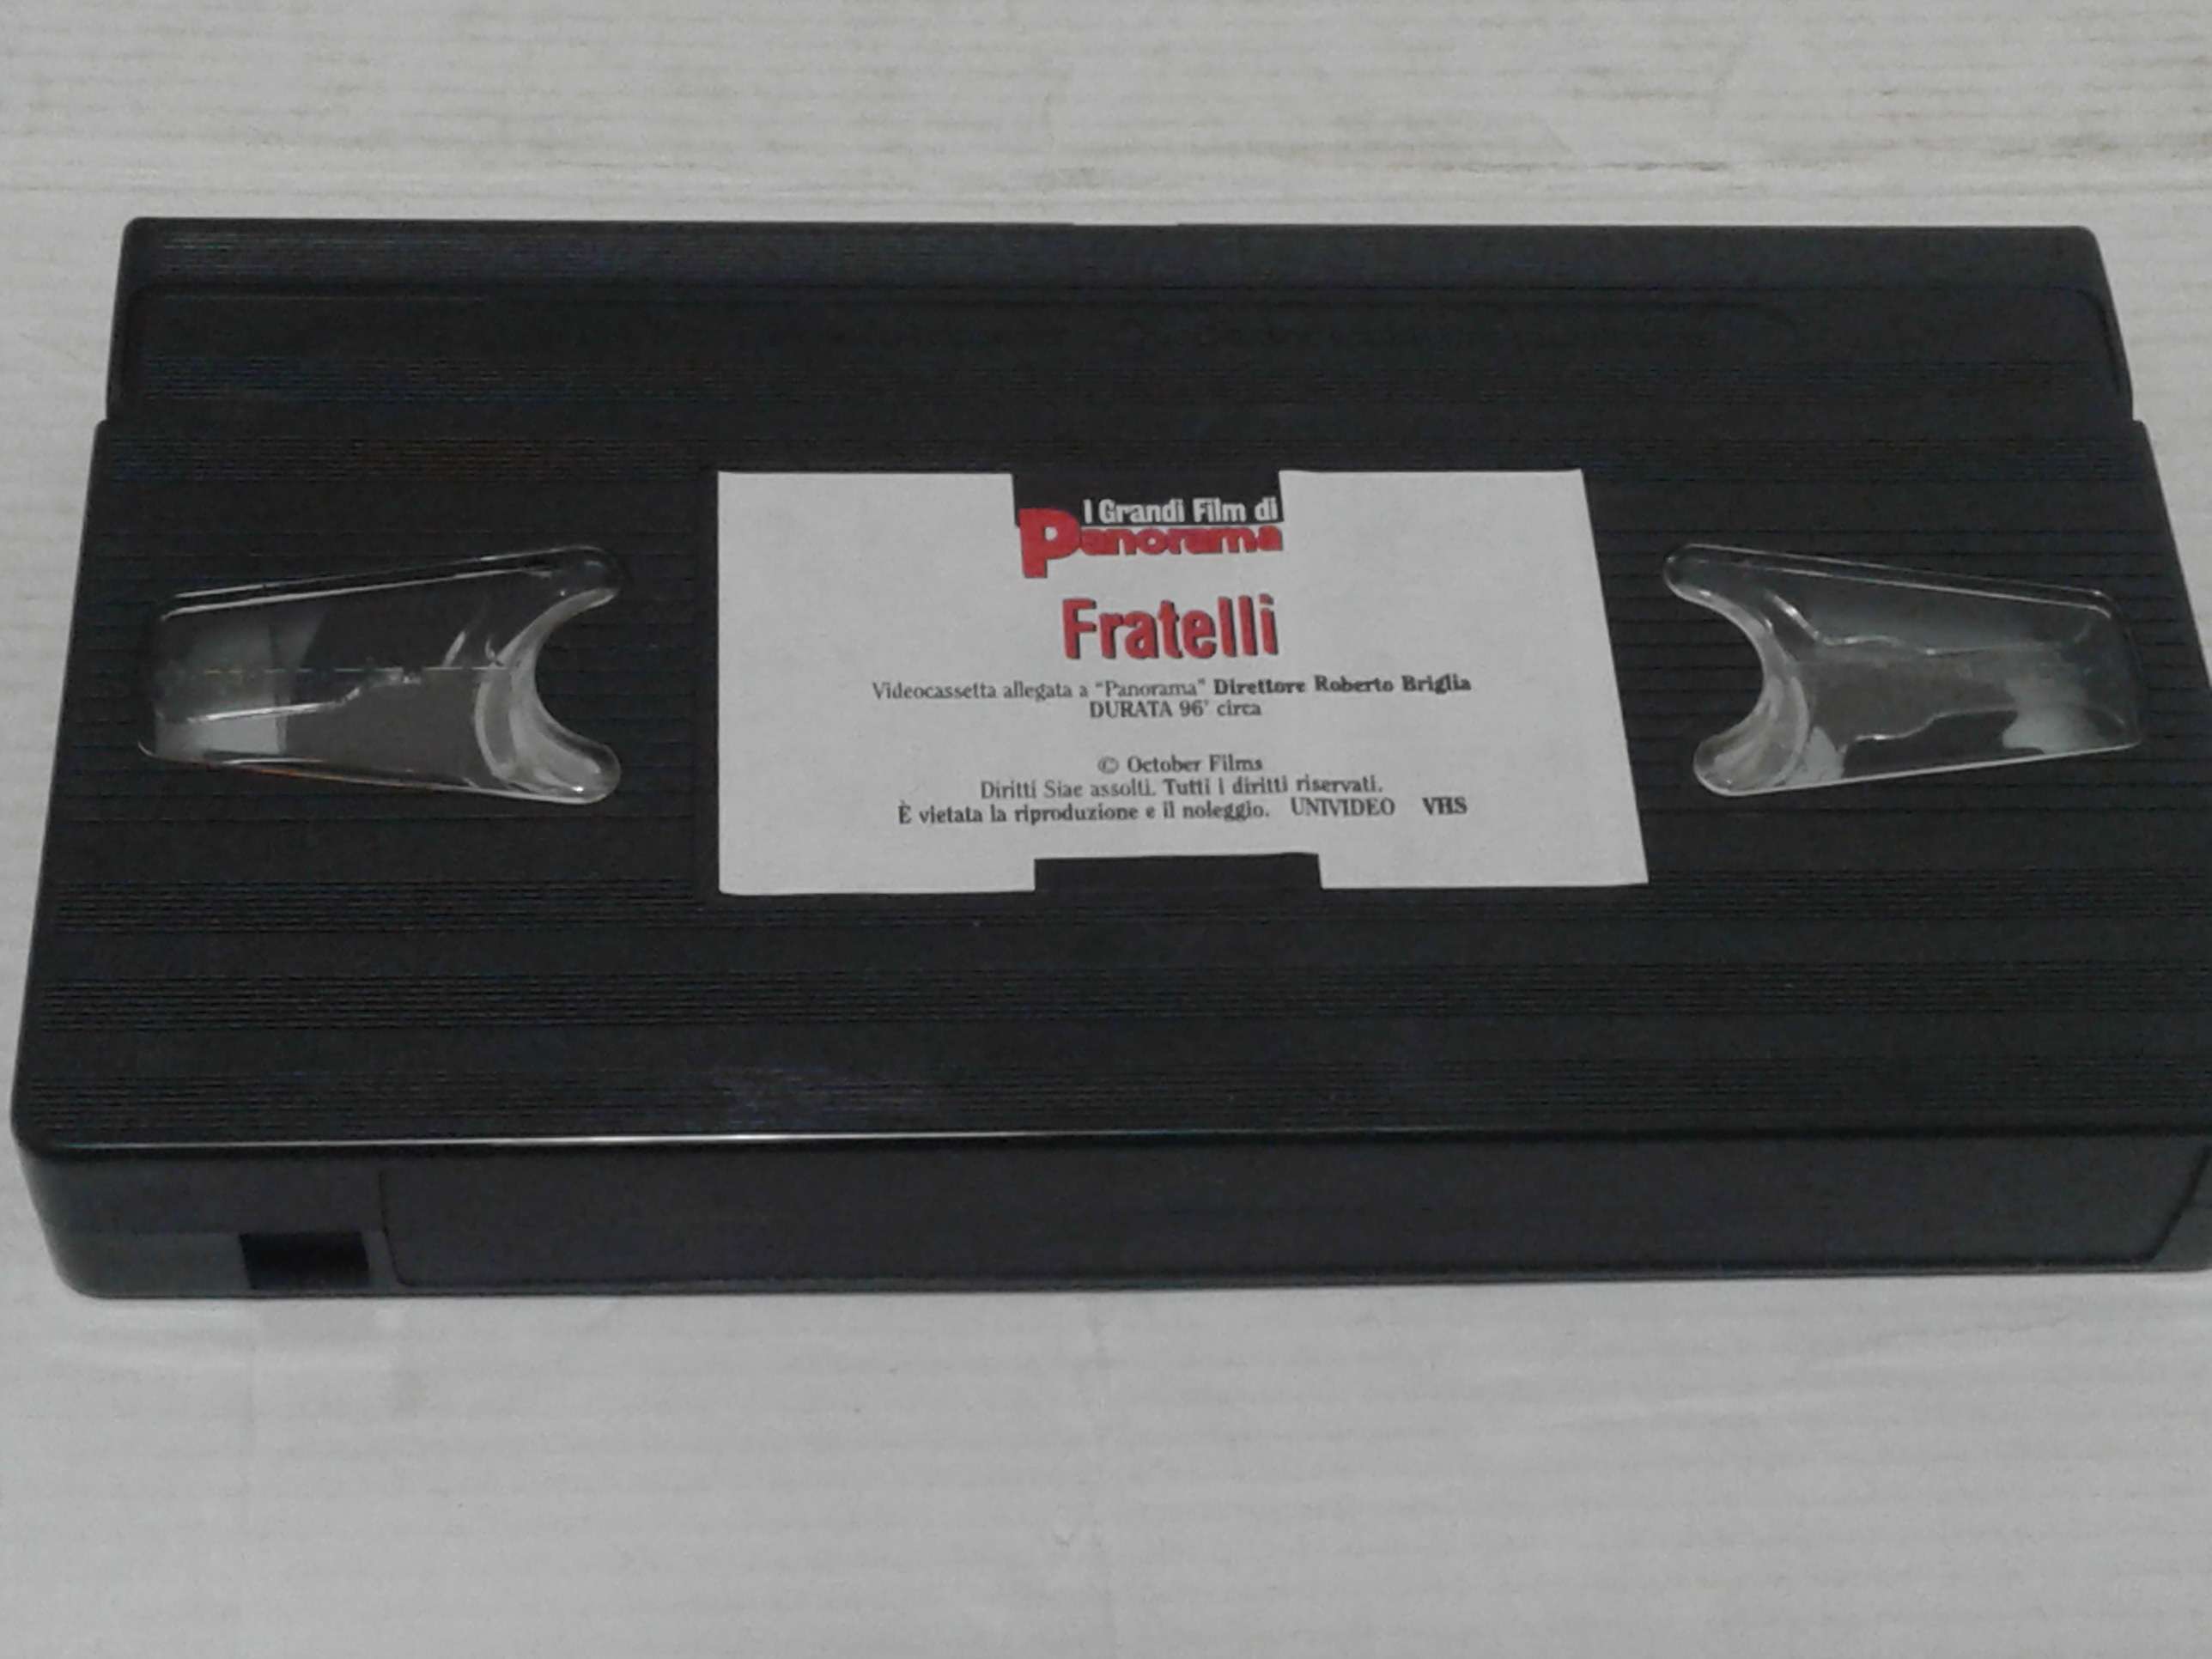 I Grandi Film di
Panorama
Fratelli
Videocassetta allegata a "Panorama" Direttore Roberto Briglia
DURATA 96' circa
© October Films
Diritti Siae assolti. Tutti i diritti riservati.
È vietata la riproduzione e il noleggio. UNIVIDEO VHS